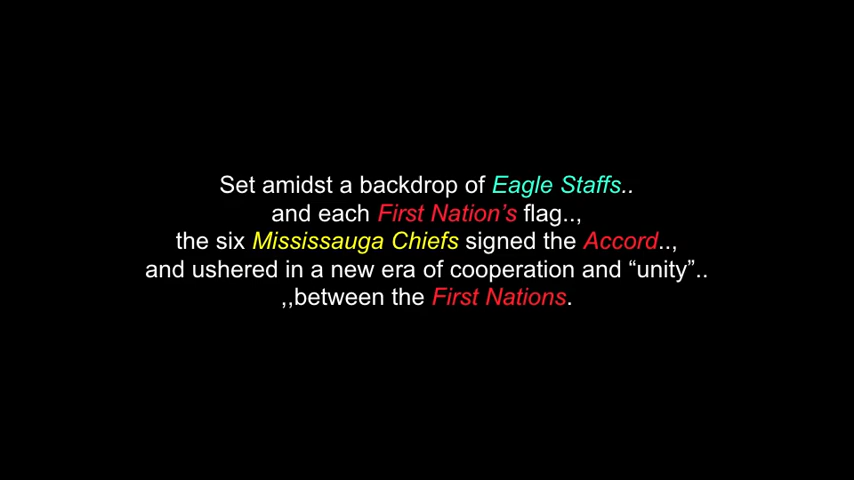 Set amidst a backdrop of Eagle Staffs..
and each First Nation’s flag..,
the six Mississauga Chiefs signed the Accord..,
and ushered in a new era of cooperation and “unity”..
,,between the First Nations.